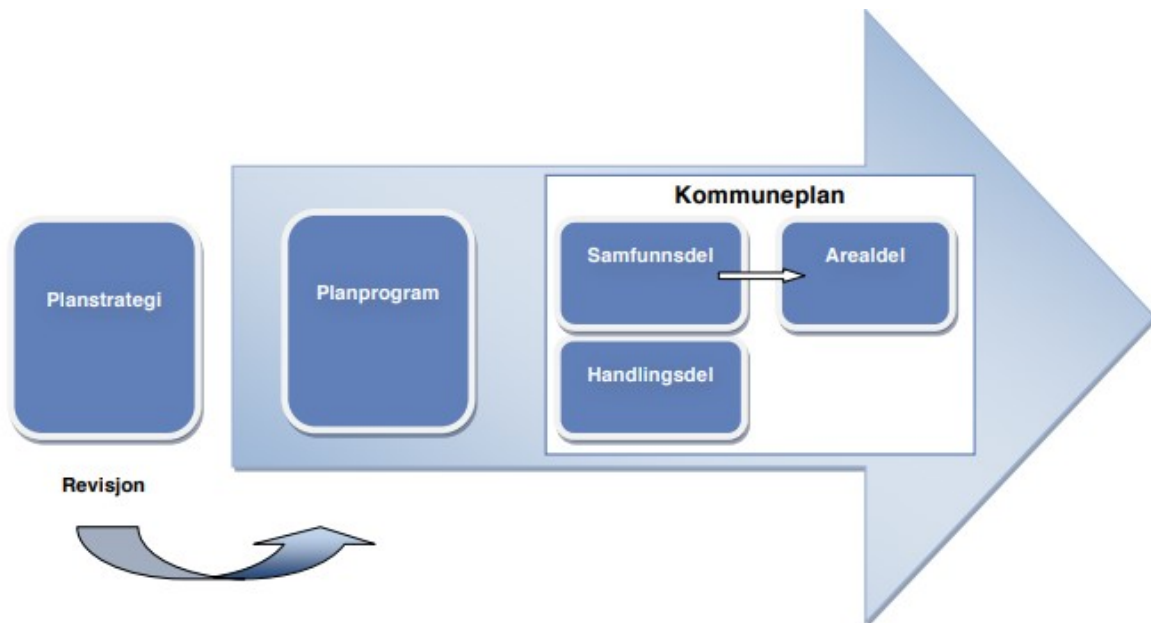 Planstrategi
Revisjon
Planprogram
Kommuneplan
Samfunnsdel
Arealdel
Handlingsdel